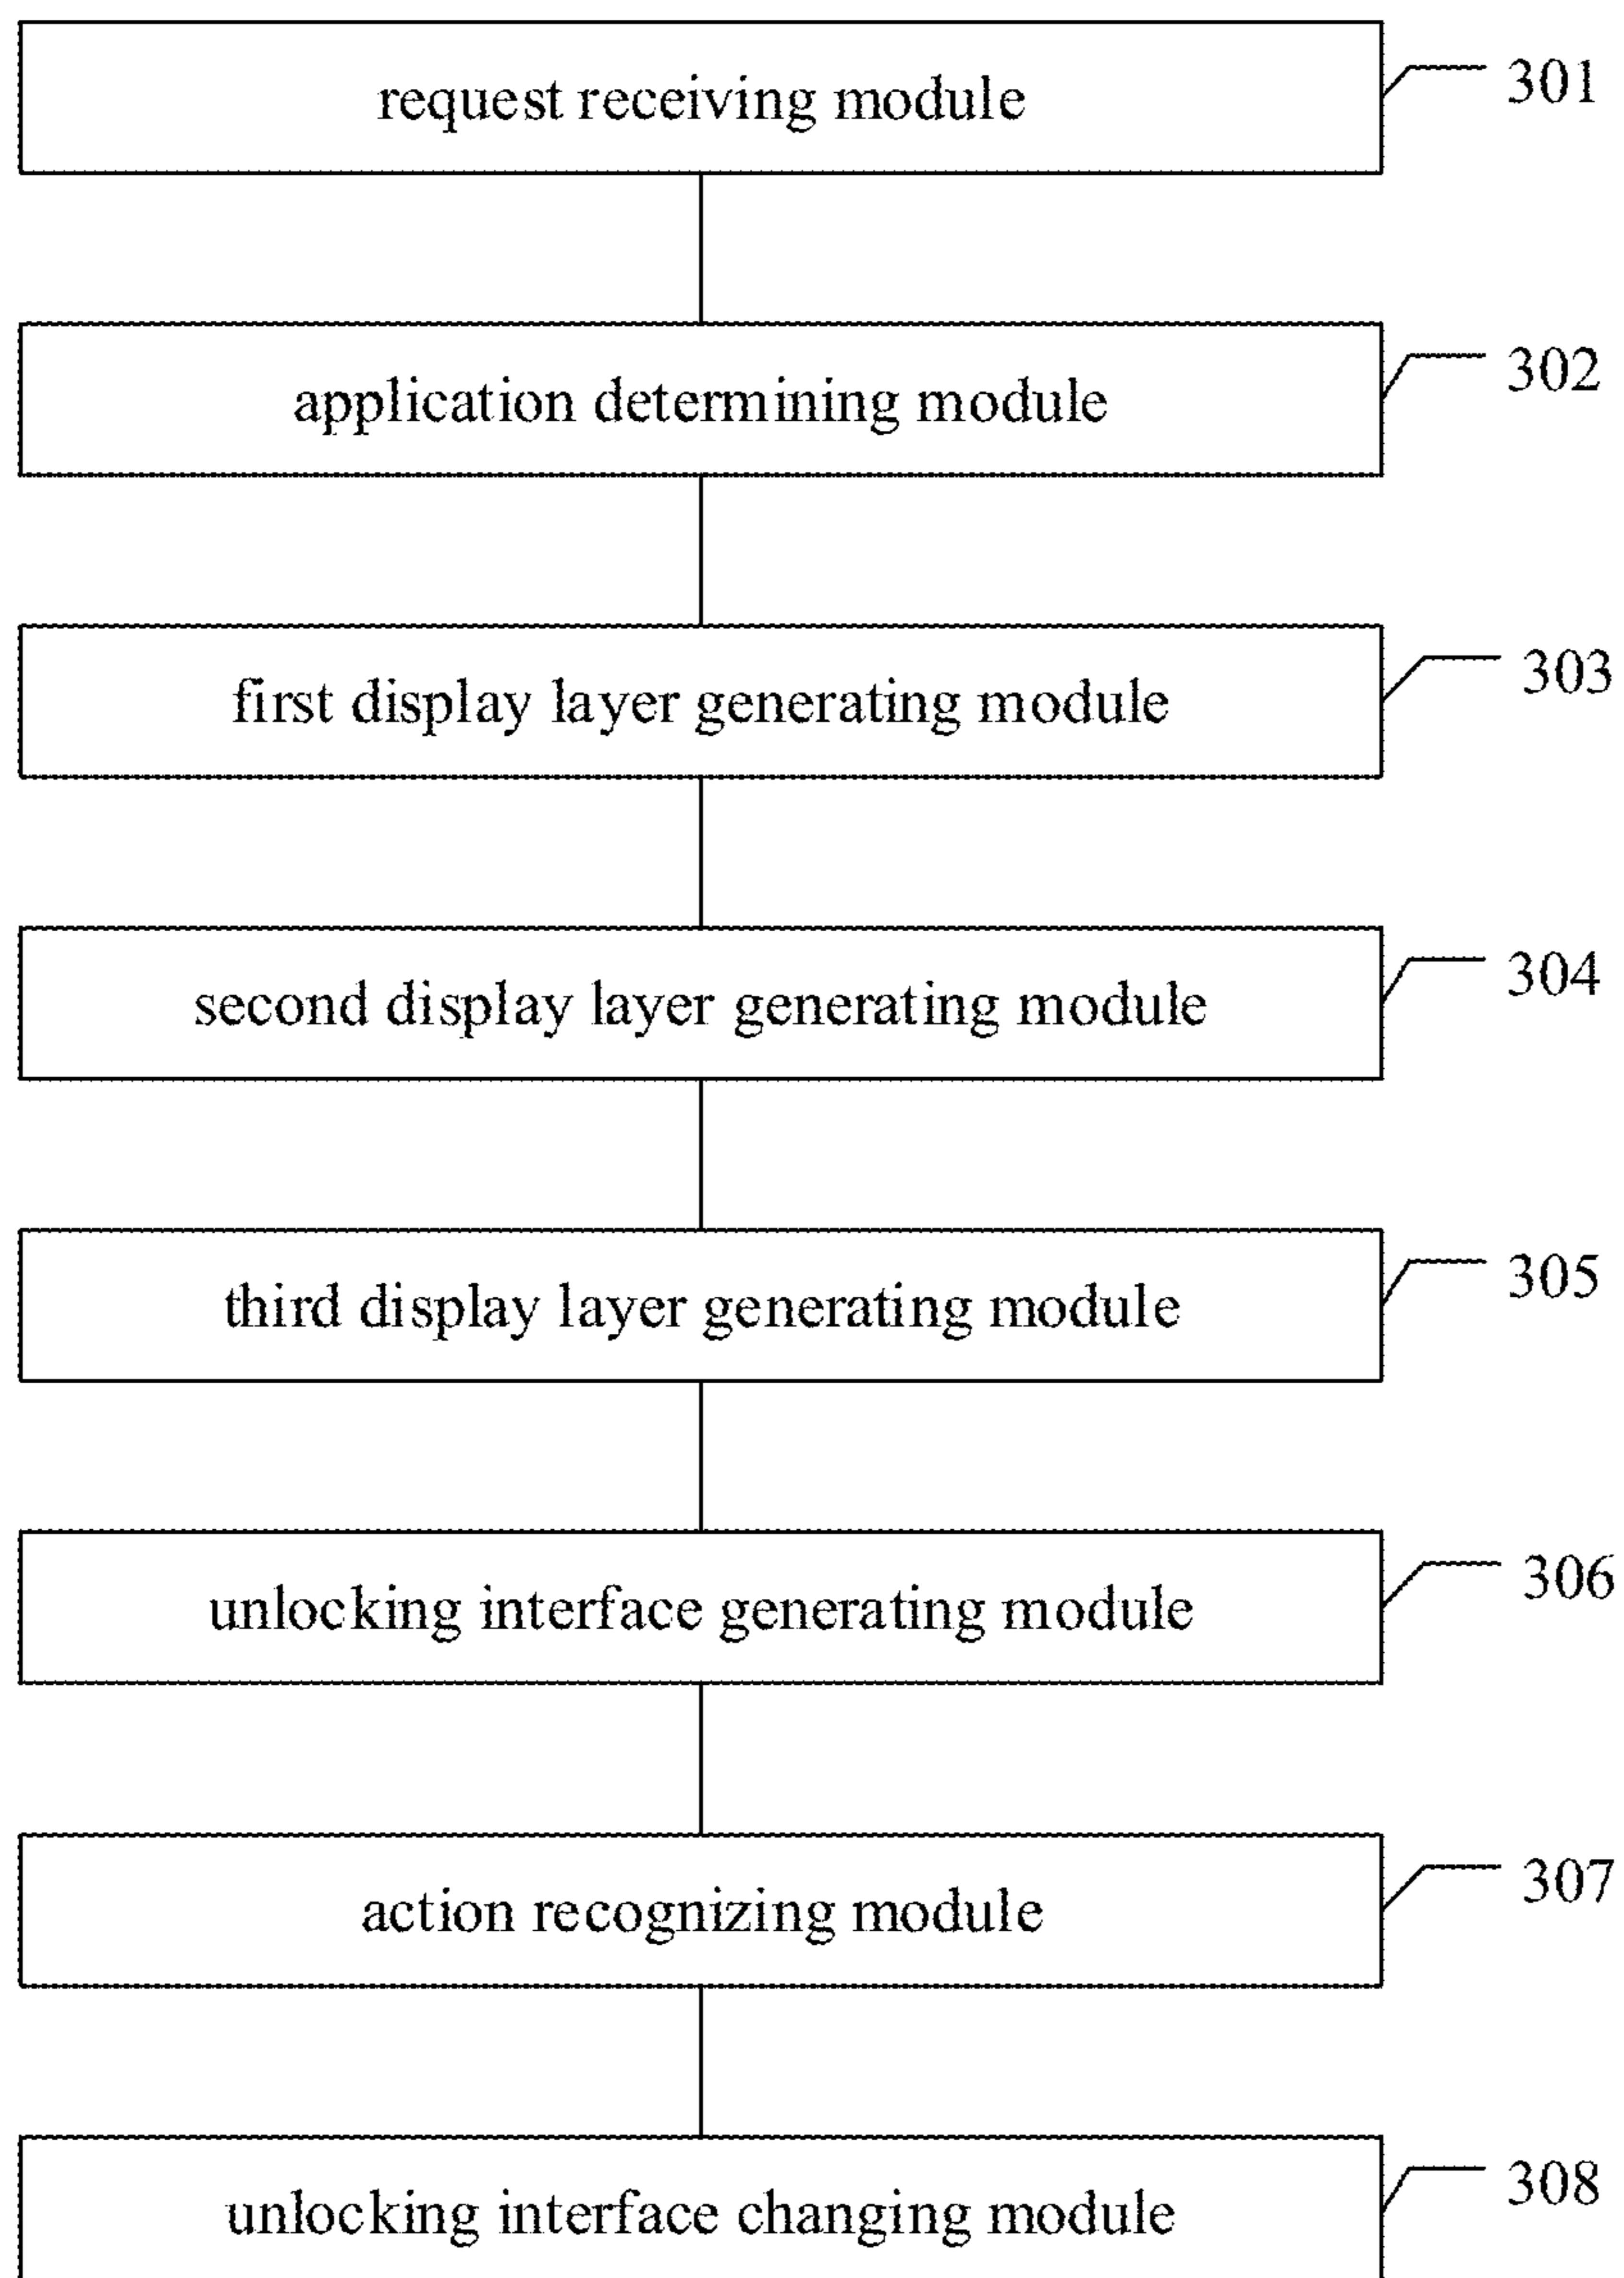 request receiving module
301
application determining module
302
first display layer generating module
303
second display layer generating module
304
third display layer generating module
305
unlocking interface generating module
306
action recognizing module
307
unlocking interface changing module
308